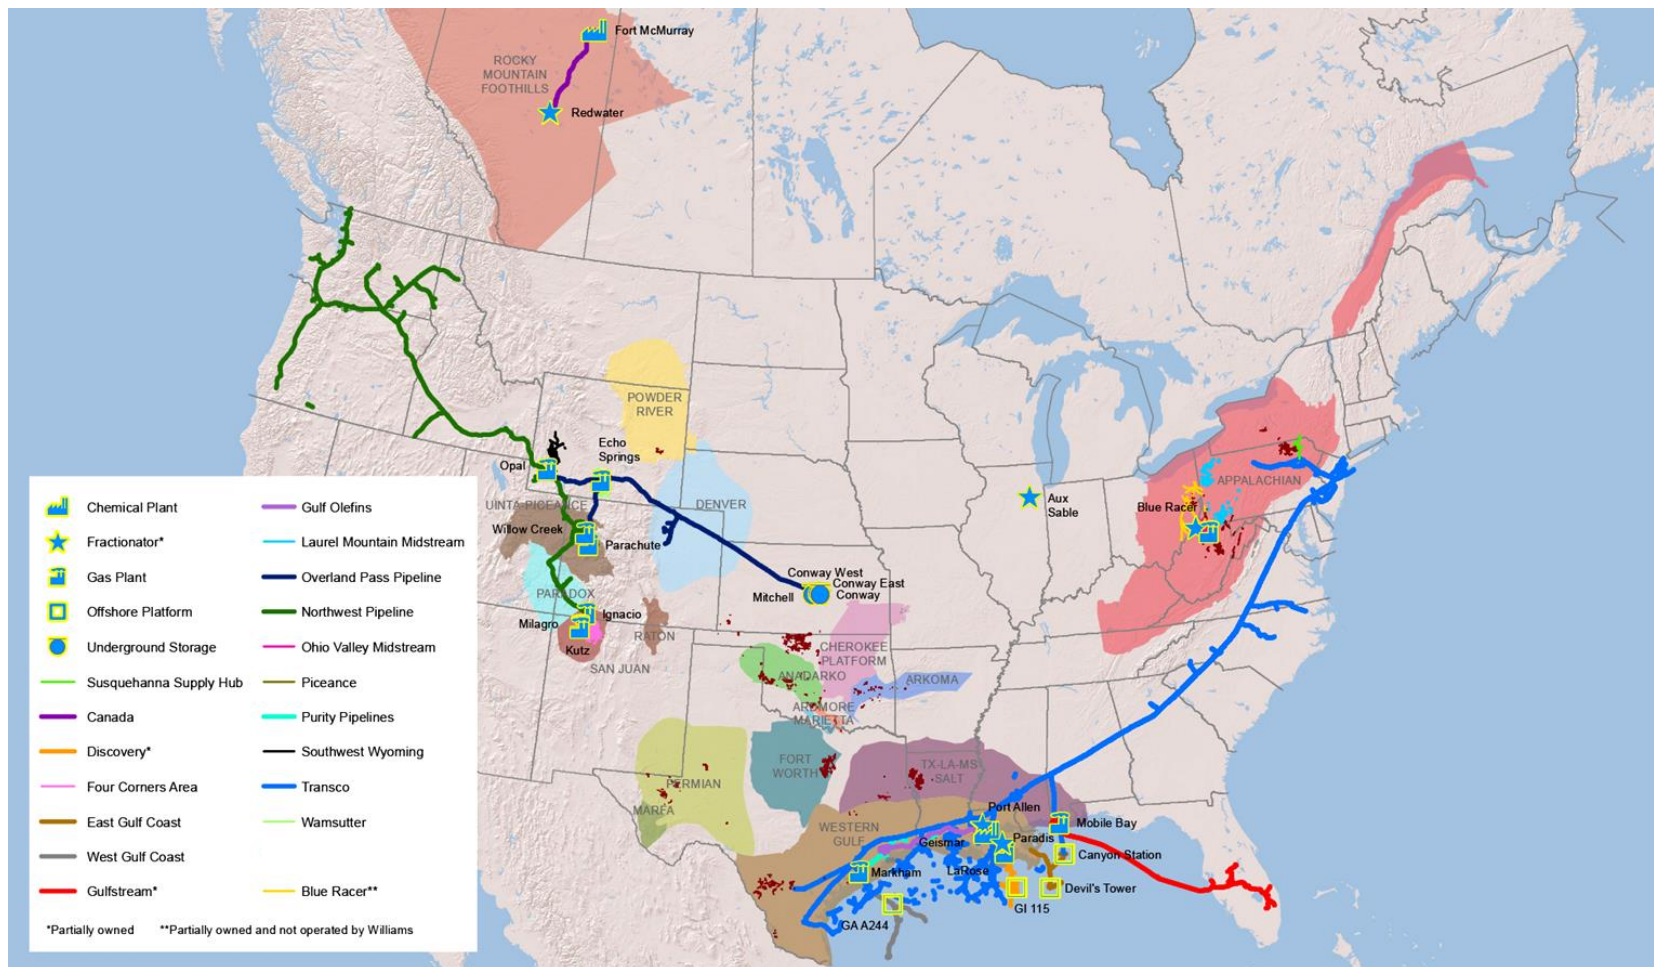 Fort McMurray
ROCKY
MOUNTAIN
FOOTHILLS
Redwater
POWDER
RIVER
Echo
Springs
Opal
UINTA-PICEANCE
DENVER
Willow Creek
Parachute
PARADOX
Ignacio
Milagro
Kutz
RATON
SAN JUAN
Conway West
Conway East
Mitchell
Conway
CHEROKEE
PLATFORM
ANADARKO
ARKOMA
ARDMORE
MARIETTA
Aux
Sable
APPALACHIAN
Blue Racer
FORT
WORTH
TX-LA-MS
SALT
PERMIAN
MARFA
WESTERN
GULF
Port Allen
Mobile Bay
Geismar
Paradis
Canyon Station
Markham
LaRose
Devil's Tower
GI 115
GA A244
Chemical Plant
Fractionator*
Gas Plant
Offshore Platform
Underground Storage
Susquehanna Supply Hub
Canada
Discovery*
Four Corners Area
East Gulf Coast
West Gulf Coast
Gulfstream*
Gulf Olefins
Laurel Mountain Midstream
Overland Pass Pipeline
Northwest Pipeline
Ohio Valley Midstream
Piceance
Purity Pipelines
Southwest Wyoming
Transco
Wamsutter
Blue Racer**
*Partially owned
**Partially owned and not operated by Williams